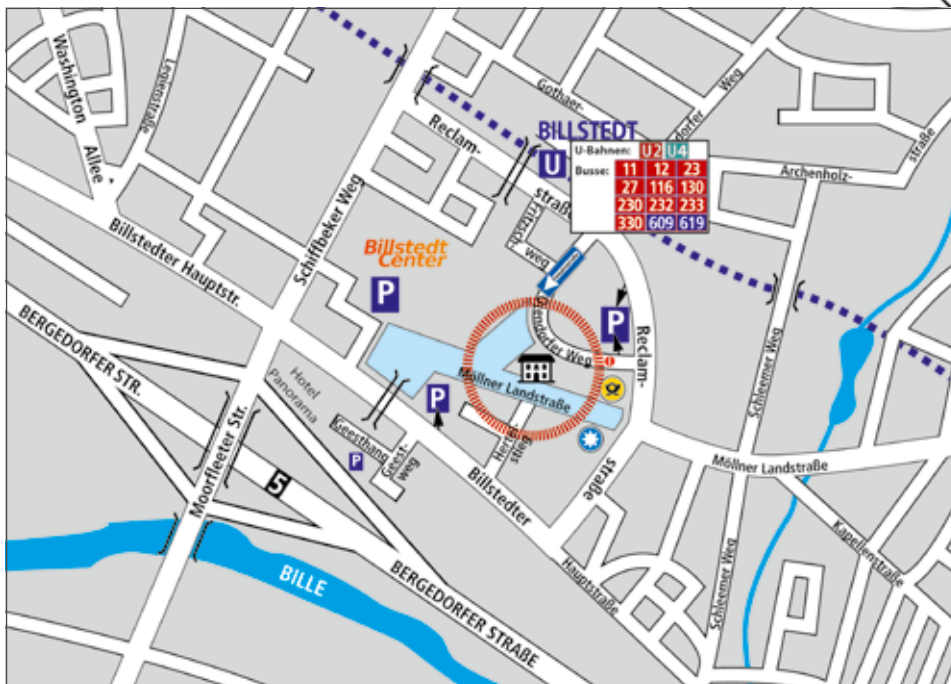 Washington
Allee
Legienstraße
Schiffbeker Weg
Reclam-
straße
Gothaer-
Weg
BILLSTEDT
U
U-Bahnen: U2 U4
Busse: 11 12 23
27 116 130
230 232 233
330 609 619
Archenholz-
straße
Billstedter Hauptstr.
Billstedt
Center
P
Fritzsch-
weg
P
Reclam-
straße
Schleemer Weg
BERGEDORFER STR.
Hotel
Panorama
P
Möllner Landstraße
Geesthang
Geest-
weg
P
Billstedter
Hauptstraße
Möllner Landstraße
Moorfleeter Str.
5
Kapellenstraße
Schleemer Weg
BILLE
BERGEDORFER STRAßE